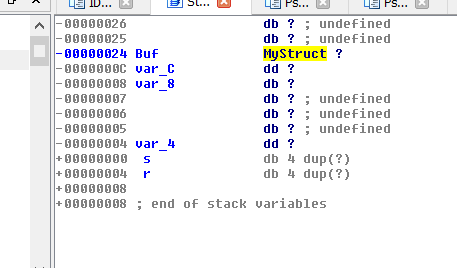 ID...
St...
Ps...
Ps...
-00000026 db ? ; undefined
-00000025 db ? ; undefined
-00000024 Buf MyStruct ?
-0000000C var_C dd ?
-00000008 var_8 db ?
-00000007 db ? ; undefined
-00000006 db ? ; undefined
-00000005 db ? ; undefined
-00000004 var_4 dd ?
+00000000 s db 4 dup(?)
+00000004 r db 4 dup(?)
+00000008
+00000008 ; end of stack variables